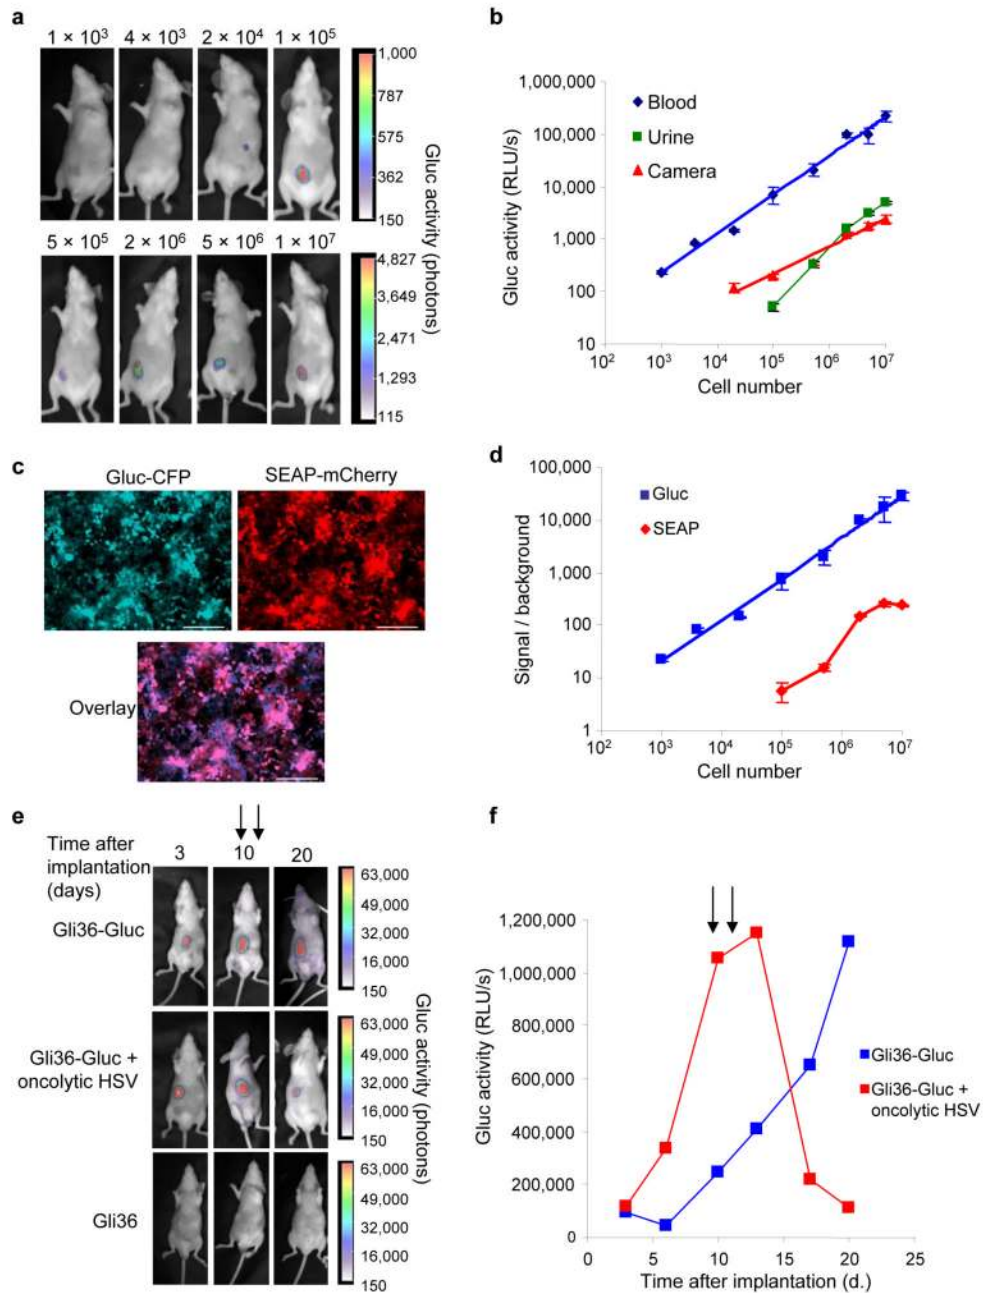 a
1 × 10³ 4 × 10³ 2 × 10⁴ 1 × 10⁵
1,000
787
575
362
150
5 × 10⁵ 2 × 10⁶ 5 × 10⁶ 1 × 10⁷
4,827
3,649
2,471
1,293
115
Gluc activity (photons)
b
1,000,000
100,000
10,000
1,000
100
10
Gluc activity (RLU/s)
Blood
Urine
Camera
10² 10³ 10⁴ 10⁵ 10⁶ 10⁷
Cell number
c
Gluc-CFP SEAP-mCherry
Overlay
d
100,000
10,000
1,000
100
10
1
Signal / background
Gluc
SEAP
10² 10³ 10⁴ 10⁵ 10⁶ 10⁷
Cell number
e
Time after
implantation
(days)
3 10 20
Gli36-Gluc
63,000
49,000
32,000
16,000
150
Gli36-Gluc +
oncolytic HSV
63,000
49,000
32,000
16,000
150
Gli36
63,000
49,000
32,000
16,000
150
Gluc activity (photons)
f
1,200,000
1,000,000
800,000
600,000
400,000
200,000
0
Gluc activity (RLU/s)
Gli36-Gluc
Gli36-Gluc +
oncolytic HSV
0 5 10 15 20 25
Time after implantation (d.)